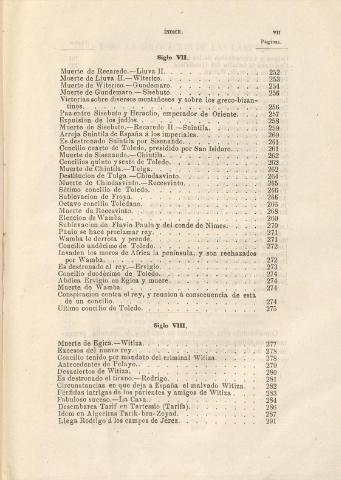 ÍNDICE. VII
Páginas.
Siglo VII.
Muerte de Recaredo.—Liuva II. 252
Muerte de Liuva II.—Witerico. 253
Muerte de Witerico.—Gundemaro. 254
Muerte de Gundemaro.—Sisebuto. 256
Victorias sobre diversos montañeses y sobre los greco-bizan-
tinos. 256
Paz entre Sisebuto y Heraclio, emperador de Oriente. 257
Expulsion de los judíos. 258
Muerte de Sisebuto.—Recaredo II.—Suintila. 259
Arroja Suintila de España á los imperiales. 260
Es destronado Suintila por Sisenando. 261
Concilio cuarto de Toledo, presidido por San Isidoro. 261
Muerte de Sisenando.—Chintila. 262
Concilios quinto y sesto de Toledo. 262
Muerte de Chintila.—Tulga. 262
Destitucion de Tulga.—Chindasvinto. 264
Muerte de Chindasvinto.—Recesvinto. 265
Sétimo concilio de Toledo. 266
Sublevacion de Froya. 266
Octavo concilio Toledano. 266
Muerte de Recesvinto. 268
Eleccion de Wamba. 269
Sublevacion de Flavio Paulo y del conde de Nimes. 270
Paulo se hace proclamar rey. 271
Wamba le derrota y prende. 271
Concilio undécimo de Toledo. 272
Invaden los moros de Africa la península, y son rechazados
por Wamba. 272
Es destronado el rey.—Ervigio. 273
Concilio duodécimo de Toledo. 274
Abdica Ervigio en Egica y muere. 274
Muerte de Wamba. 274
Conspiracion contra el rey, y reunion á consecuencia de esta
de un concilio. 274
Ultimo concilio de Toledo. 275
Siglo VIII.
Muerte de Egica.—Witiza. 277
Excesos del nuevo rey. 278
Concilio tenido por mandato del criminal Witiza. 278
Antecedentes de Pelayo. 279
Desaciertos de Witiza. 280
Es destronado el tirano.—Rodrigo. 281
Circunstancias en que deja á España el malvado Witiza. 282
Pérfidas intrigas de los parientes y amigos de Witiza. 283
Fabuloso suceso.—La Cava. 284
Desembarca Tarif en Tartessio (Tarifa). 286
Idem en Algeciras Tarik-ben-Zeyad. 287
Llega Rodrigo á los campos de Jerez. 291